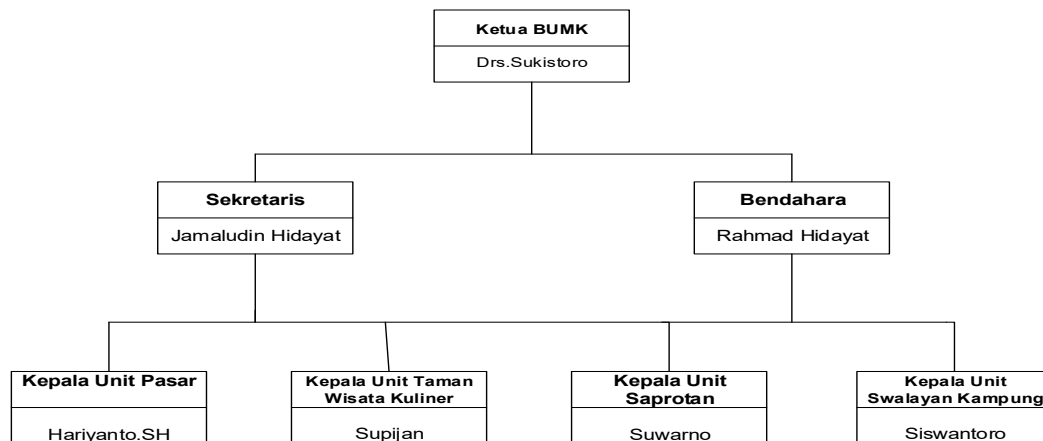 Ketua BUMK
Drs.Sukistoro
Sekretaris
Jamaludin Hidayat
Bendahara
Rahmad Hidayat
Kepala Unit Pasar
Hariyanto.SH
Kepala Unit Taman
Wisata Kuliner
Supijan
Kepala Unit
Saprotan
Suwarno
Kepala Unit
Swalayan Kampung
Siswantoro